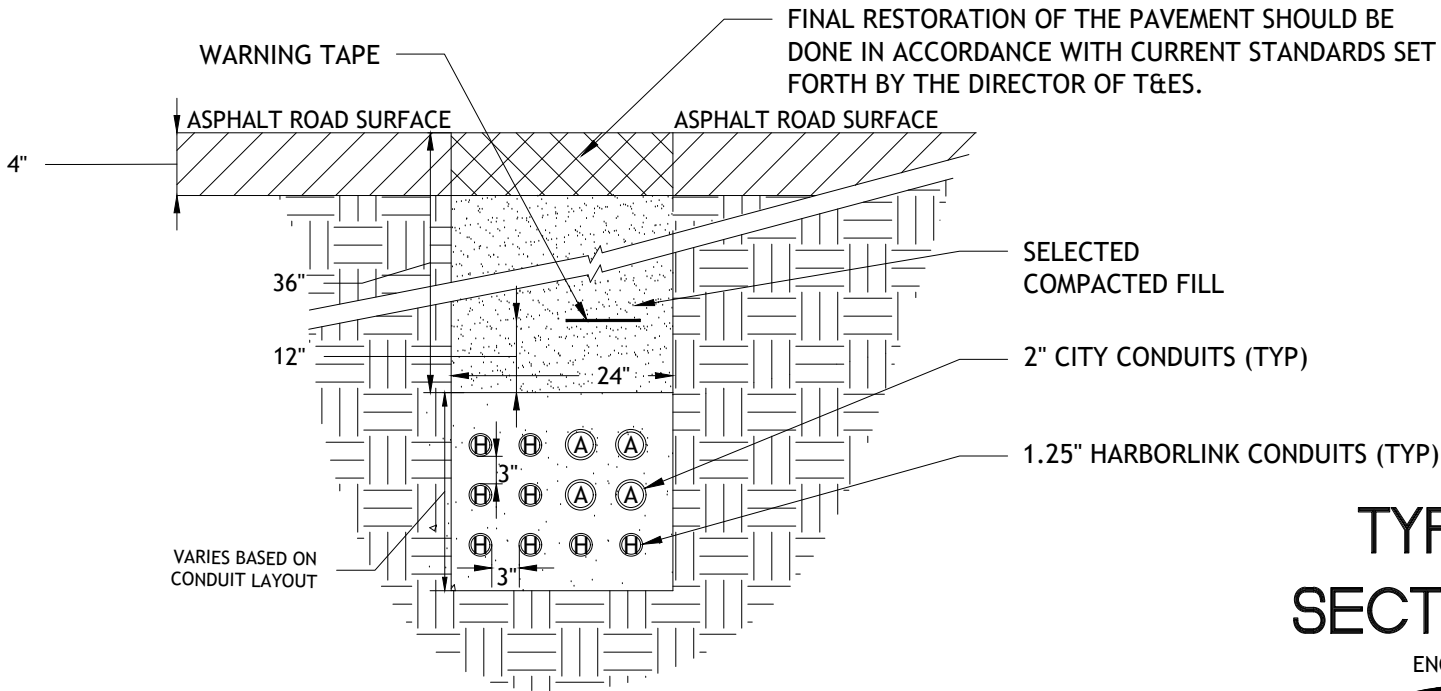 FINAL RESTORATION OF THE PAVEMENT SHOULD BE
DONE IN ACCORDANCE WITH CURRENT STANDARDS SET
FORTH BY THE DIRECTOR OF T&ES.
WARNING TAPE
ASPHALT ROAD SURFACE
ASPHALT ROAD SURFACE
4"
36"
SELECTED
COMPACTED FILL
12"
24"
2" CITY CONDUITS (TYP)
H H A A
3"
H H A A
1.25" HARBORLINK CONDUITS (TYP)
H H H H
3"
VARIES BASED ON
CONDUIT LAYOUT
SECT